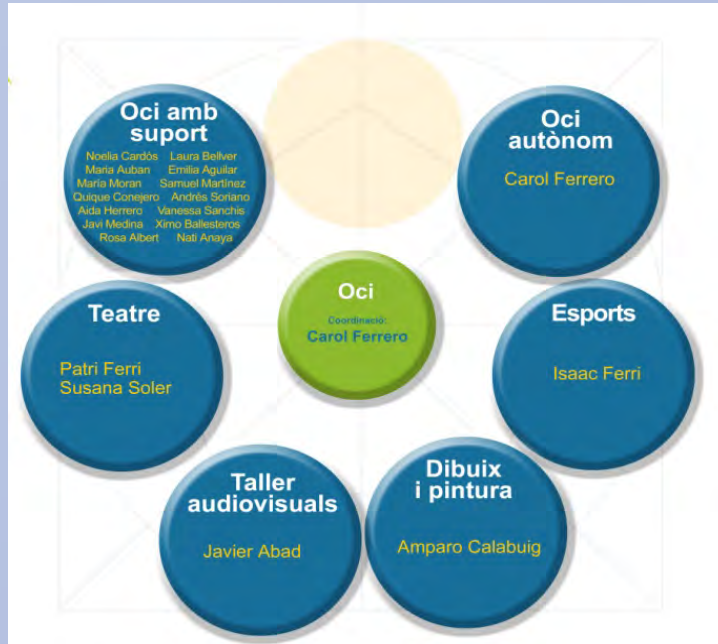 Oci amb
suport
Noelia Cardós Laura Bellver
Maria Auban Emilia Aguilar
María Moran Samuel Martínez
Quique Conejero Andrés Soriano
Aida Herrero Vanessa Sanchis
Javi Medina Ximo Ballesteros
Rosa Albert Nati Anaya
Oci
autònom
Carol Ferrero
Oci
Coordinació:
Carol Ferrero
Teatre
Patri Ferri
Susana Soler
Esports
Isaac Ferri
Taller
audiovisuals
Javier Abad
Dibuix
i pintura
Amparo Calabuig